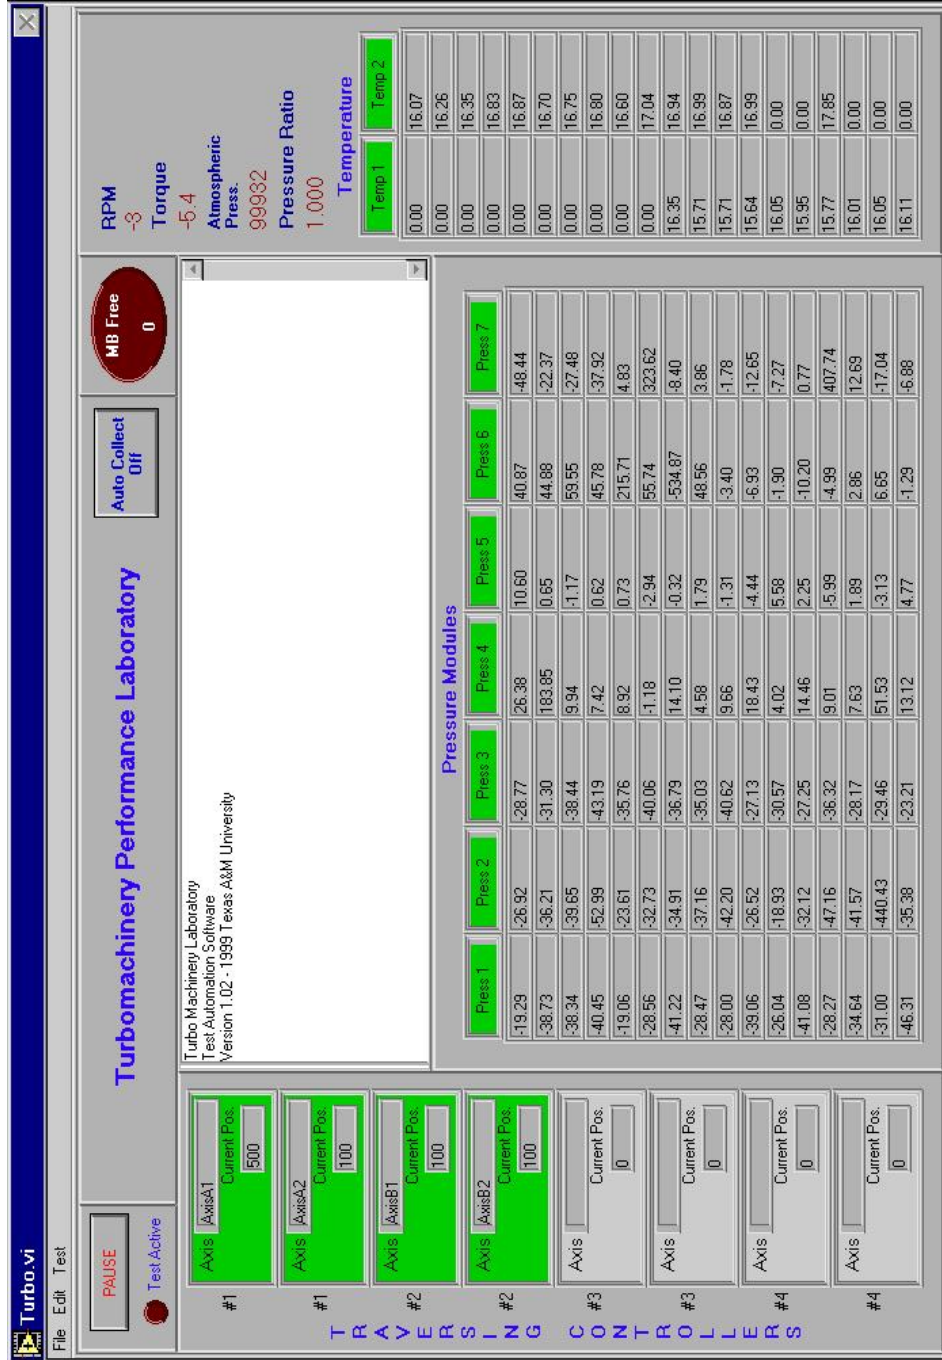 Turbo.vi
File Edit Test
PAUSE
Test Active
Turbomachinery Performance Laboratory
Auto Collect
Off
MB Free
0
RPM
-3
Torque
-5.4
Atmospheric
Press.
99932
Pressure Ratio
1.000
TRAVERSING CONTROLLERS
#1 Axis AxisA1
Current Pos.
500
#1 Axis AxisA2
Current Pos.
100
#2 Axis AxisB1
Current Pos.
100
#2 Axis AxisB2
Current Pos.
100
#3 Axis
Current Pos.
0
#3 Axis
Current Pos.
0
#4 Axis
Current Pos.
0
#4 Axis
Current Pos.
0
Turbo Machinery Laboratory
Test Automation Software
Version 1.02 - 1999 Texas A&M University
Pressure Modules
Press 1 Press 2 Press 3 Press 4 Press 5 Press 6 Press 7
-19.29 -26.92 -28.77 26.38 10.60 40.87 -48.44
-38.73 -36.21 -31.30 183.85 0.65 44.88 -22.37
-38.34 -39.65 -38.44 9.94 -1.17 59.55 -27.48
-40.45 -52.99 -43.19 7.42 0.62 45.78 -37.92
-19.06 -23.61 -35.76 8.92 0.73 215.71 4.83
-28.56 -32.73 -40.06 -1.18 -2.94 55.74 323.62
-41.22 -34.91 -36.79 14.10 -0.32 -534.87 -8.40
-28.47 -37.16 -35.03 4.58 1.79 48.56 3.86
-28.00 -42.20 -40.62 9.66 -1.31 -3.40 -1.78
-39.06 -26.52 -27.13 18.43 -4.44 -6.93 -12.65
-26.04 -18.93 -30.57 4.02 5.58 -1.90 -7.27
-41.08 -32.12 -27.25 14.46 2.25 -10.20 0.77
-28.27 -47.16 -36.32 9.01 -5.99 -4.99 407.74
-34.64 -41.57 -28.17 7.63 1.89 2.86 12.69
-31.00 -440.43 -29.46 51.53 -3.13 6.65 -17.04
-46.31 -35.38 -23.21 13.12 4.77 -1.29 -6.88
Temperature
Temp 1 Temp 2
0.00 16.07
0.00 16.26
0.00 16.35
0.00 16.83
0.00 16.87
0.00 16.70
0.00 16.75
0.00 16.80
0.00 16.60
0.00 17.04
16.35 16.94
15.71 16.99
15.71 16.87
15.64 16.99
16.05 0.00
15.95 0.00
15.77 17.85
16.01 0.00
16.05 0.00
16.11 0.00